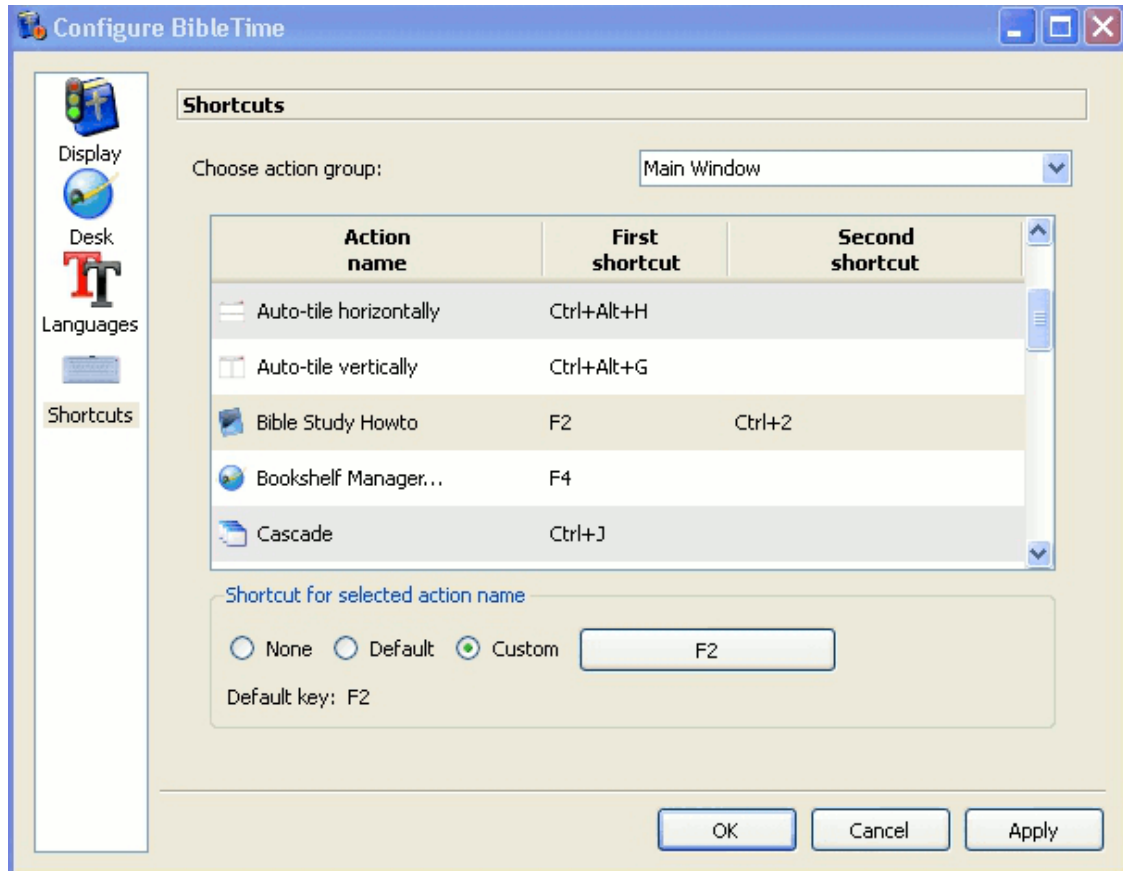 Configure BibleTime
Display
Desk
Languages
Shortcuts
Shortcuts
Choose action group: Main Window
Action name First shortcut Second shortcut
Auto-tile horizontally Ctrl+Alt+H
Auto-tile vertically Ctrl+Alt+G
Bible Study Howto F2 Ctrl+2
Bookshelf Manager... F4
Cascade Ctrl+J
Shortcut for selected action name
None Default Custom F2
Default key: F2
OK Cancel Apply